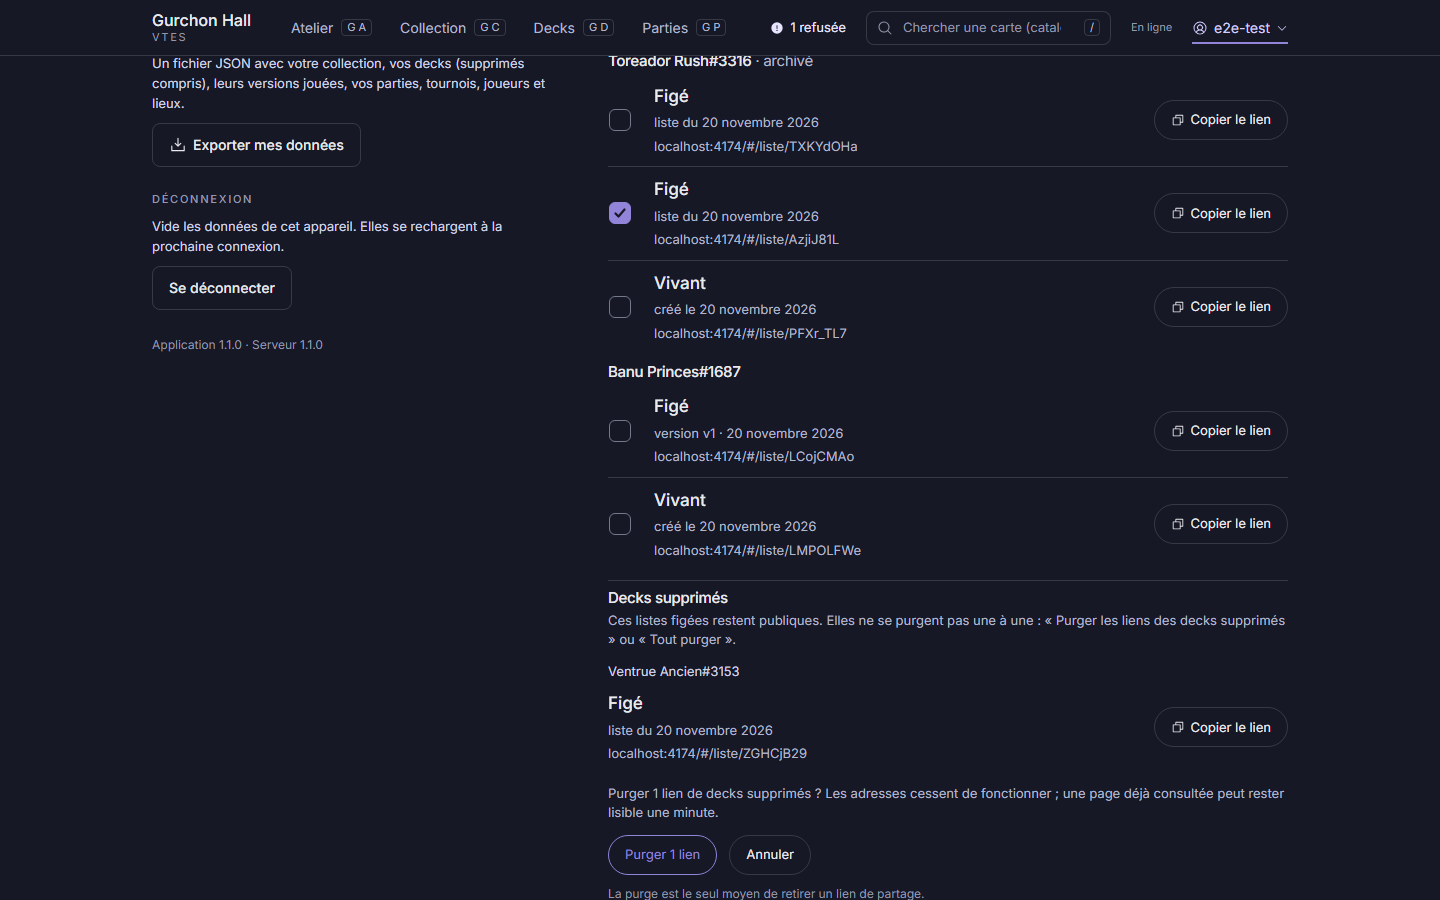 Gurchon Hall
VTES
Atelier G A
Collection G C
Decks G D
Parties G P
1 refusée
Chercher une carte (catal
/
En ligne
e2e-test
Un fichier JSON avec votre collection, vos decks (supprimés
compris), leurs versions jouées, vos parties, tournois, joueurs et
lieux.
Exporter mes données
DÉCONNEXION
Vide les données de cet appareil. Elles se rechargent à la
prochaine connexion.
Se déconnecter
Application 1.1.0 · Serveur 1.1.0
Toreador Rush#3316 · archivé
Figé
liste du 20 novembre 2026
localhost:4174/#/liste/TXKYdOHa
Copier le lien
Figé
liste du 20 novembre 2026
localhost:4174/#/liste/AzjiJ81L
Copier le lien
Vivant
créé le 20 novembre 2026
localhost:4174/#/liste/PFXr_TL7
Copier le lien
Banu Princes#1687
Figé
version v1 · 20 novembre 2026
localhost:4174/#/liste/LCojCMAo
Copier le lien
Vivant
créé le 20 novembre 2026
localhost:4174/#/liste/LMPOLFWe
Copier le lien
Decks supprimés
Ces listes figées restent publiques. Elles ne se purgent pas une à une : « Purger les liens des decks supprimés
» ou « Tout purger ».
Ventrue Ancien#3153
Figé
liste du 20 novembre 2026
localhost:4174/#/liste/ZGHCjB29
Copier le lien
Purger 1 lien de decks supprimés ? Les adresses cessent de fonctionner ; une page déjà consultée peut rester
lisible une minute.
Purger 1 lien
Annuler
La purge est le seul moyen de retirer un lien de partage.